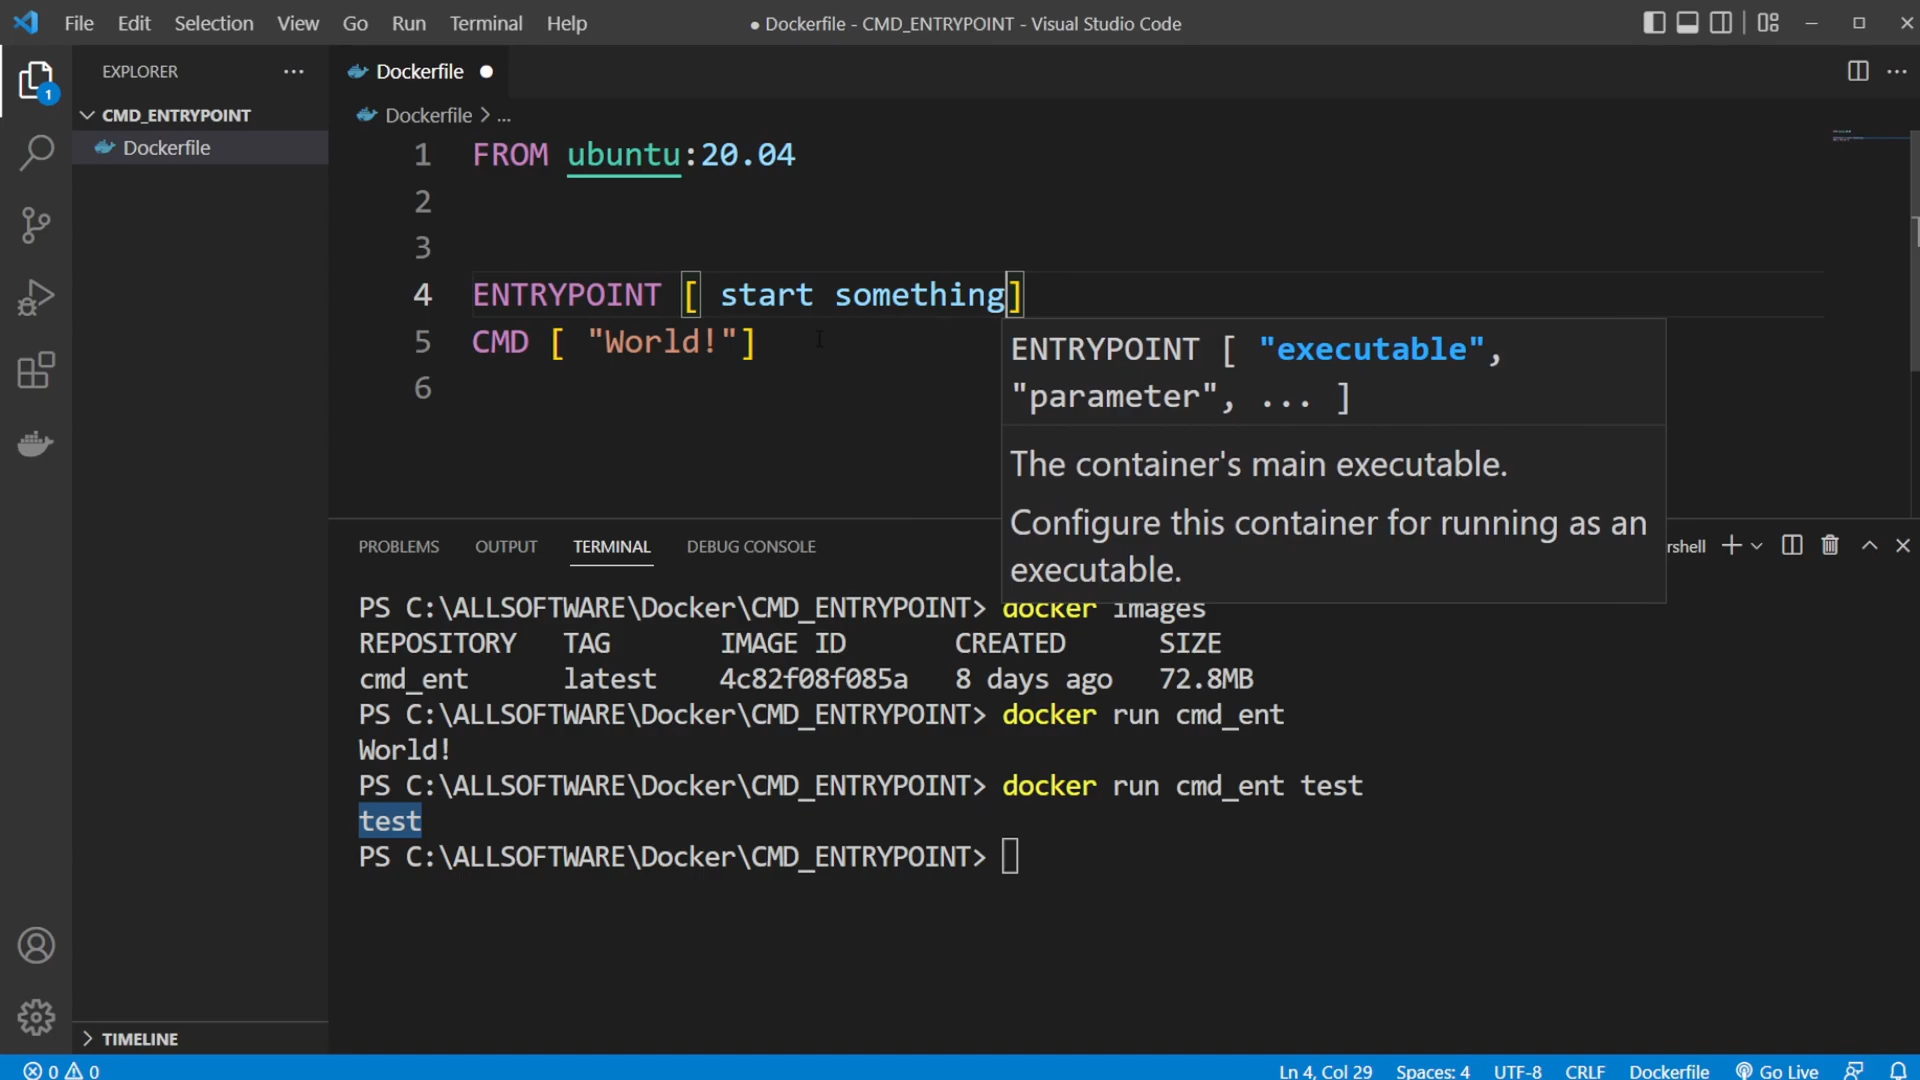 File Edit Selection View Go Run Terminal Help ● Dockerfile - CMD_ENTRYPOINT - Visual Studio Code
EXPLORER ...
1
CMD_ENTRYPOINT
Dockerfile
TIMELINE
Dockerfile ●
Dockerfile > ...
1 FROM ubuntu:20.04
2
3
4 ENTRYPOINT [ start something]
5 CMD [ "World!"]
6
ENTRYPOINT [ "executable",
"parameter", ... ]
The container's main executable.
Configure this container for running as an
executable.
PROBLEMS OUTPUT TERMINAL DEBUG CONSOLE rshell
PS C:\ALLSOFTWARE\Docker\CMD_ENTRYPOINT> docker images
REPOSITORY TAG IMAGE ID CREATED SIZE
cmd_ent latest 4c82f08f085a 8 days ago 72.8MB
PS C:\ALLSOFTWARE\Docker\CMD_ENTRYPOINT> docker run cmd_ent
World!
PS C:\ALLSOFTWARE\Docker\CMD_ENTRYPOINT> docker run cmd_ent test
test
PS C:\ALLSOFTWARE\Docker\CMD_ENTRYPOINT>
0 0 Ln 4, Col 29 Spaces: 4 UTF-8 CRLF Dockerfile Go Live